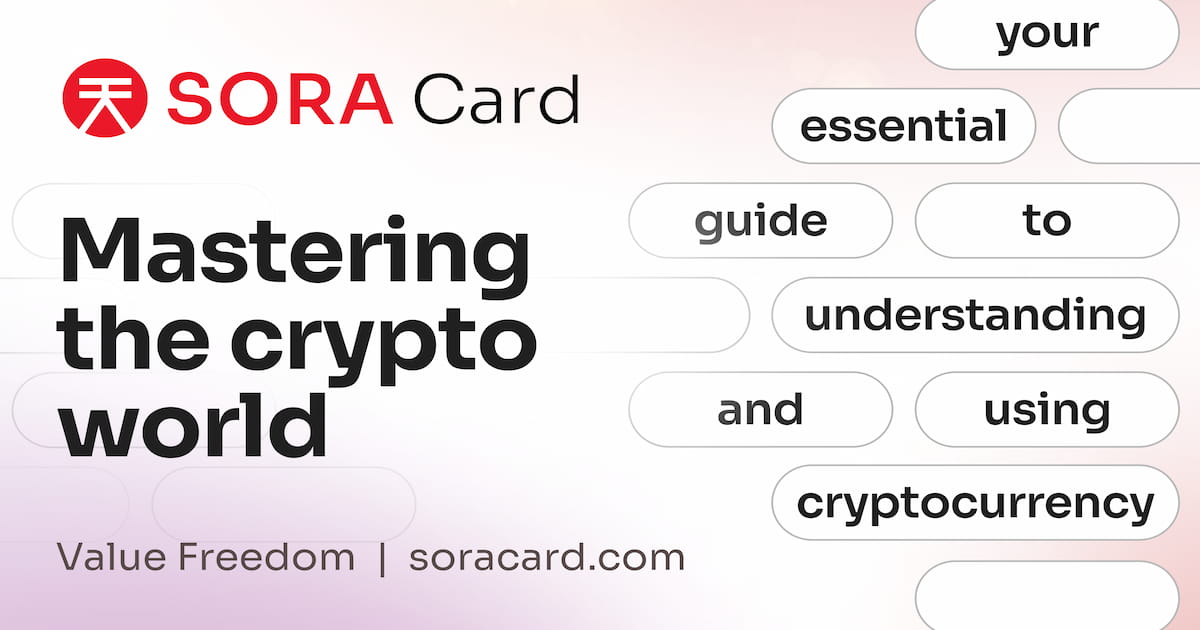 SORA Card
Mastering
the crypto
world
Value Freedom | soracard.com
your
essential
guide to
understanding
and using
cryptocurrency